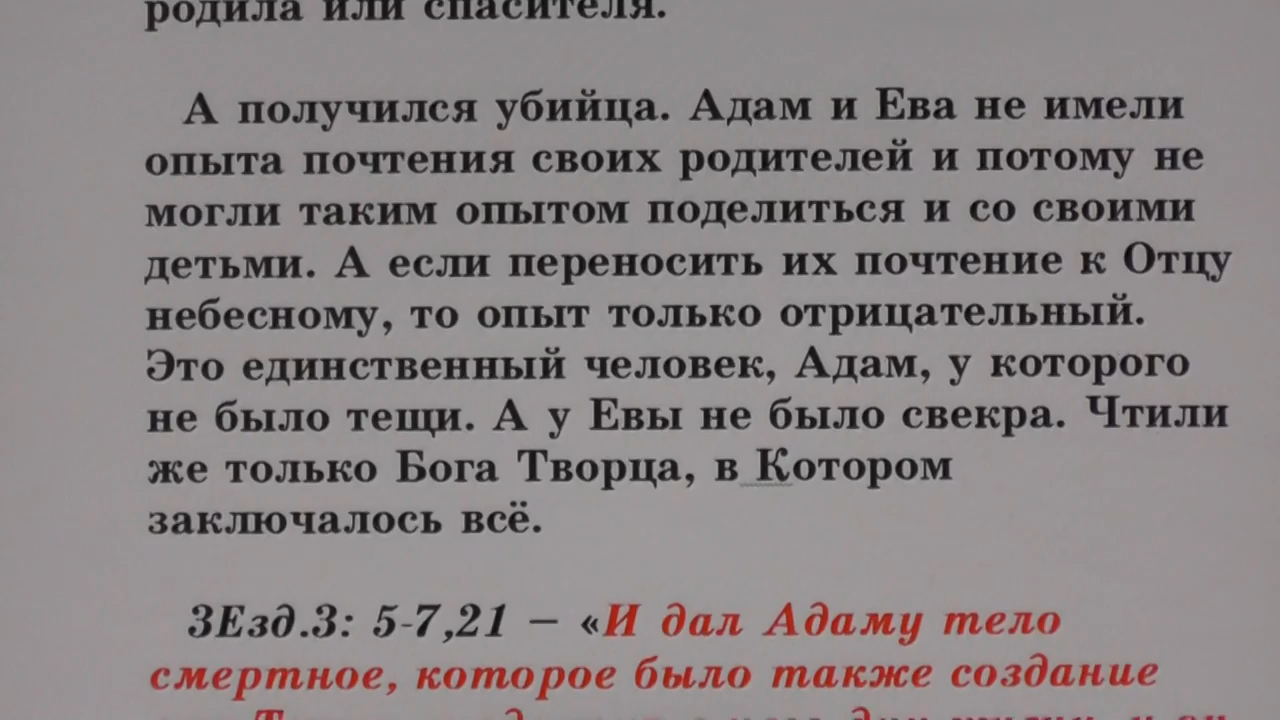 родила или спасителя.
А получился убийца. Адам и Ева не имели
опыта почтения своих родителей и потому не
могли таким опытом поделиться и со своими
детьми. А если переносить их почтение к Отцу
небесному, то опыт только отрицательный.
Это единственный человек, Адам, у которого
не было тещи. А у Евы не было свекра. Чтили
же только Бога Творца, в Котором
заключалось всё.
3Езд.3: 5-7,21 – «И дал Адаму тело
смертное, которое было также создание